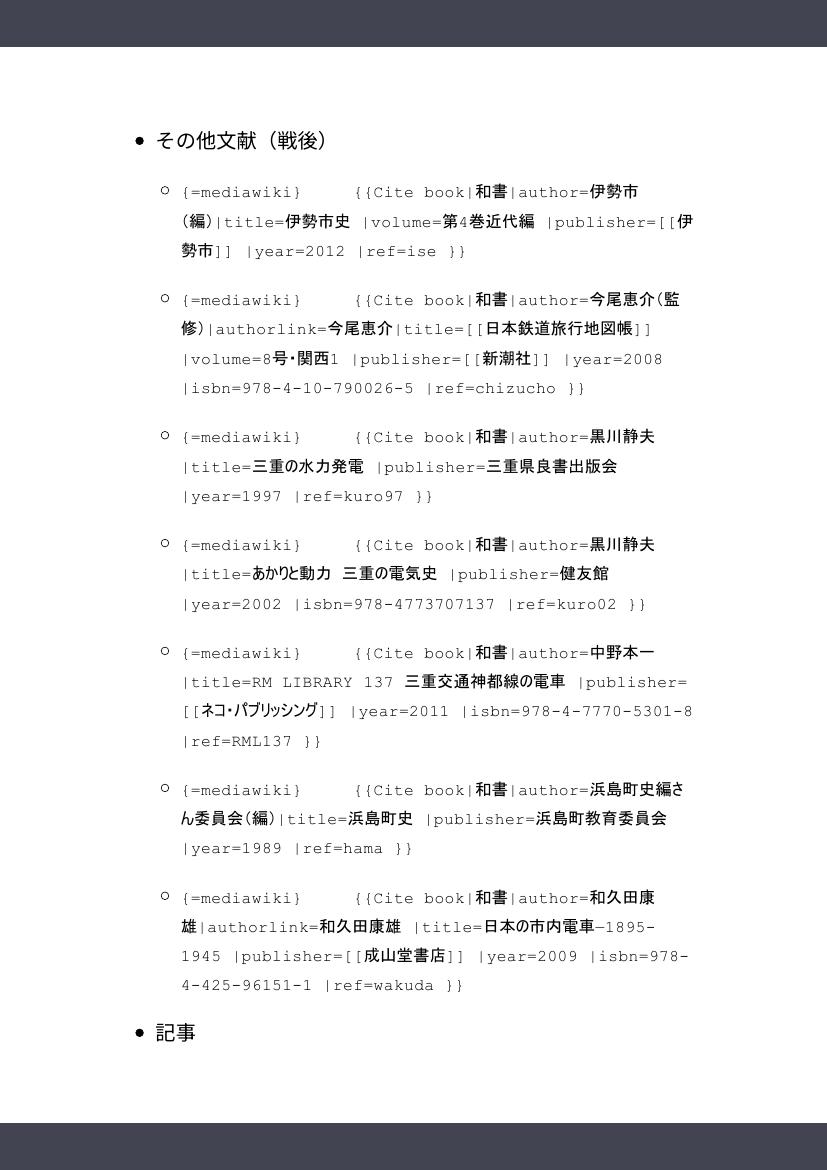 その他文献（戦後）
{=mediawiki} {{Cite book|和書|author=伊勢市
（編）|title=伊勢市史 |volume=第4巻近代編 |publisher=[[伊
勢市]] |year=2012 |ref=ise }}
{=mediawiki} {{Cite book|和書|author=今尾恵介（監
修）|authorlink=今尾恵介|title=[[日本鉄道旅行地図帳]]
|volume=8号・関西1 |publisher=[[新潮社]] |year=2008
|isbn=978-4-10-790026-5 |ref=chizucho }}
{=mediawiki} {{Cite book|和書|author=黒川静夫
|title=三重の水力発電 |publisher=三重県良書出版会
|year=1997 |ref=kuro97 }}
{=mediawiki} {{Cite book|和書|author=黒川静夫
|title=あかりと動力 三重の電気史 |publisher=健友館
|year=2002 |isbn=978-4773707137 |ref=kuro02 }}
{=mediawiki} {{Cite book|和書|author=中野本一
|title=RM LIBRARY 137 三重交通神都線の電車 |publisher=
[[ネコ・パブリッシング]] |year=2011 |isbn=978-4-7770-5301-8
|ref=RML137 }}
{=mediawiki} {{Cite book|和書|author=浜島町史編さ
ん委員会（編）|title=浜島町史 |publisher=浜島町教育委員会
|year=1989 |ref=hama }}
{=mediawiki} {{Cite book|和書|author=和久田康
雄|authorlink=和久田康雄 |title=日本の市内電車―1895-
1945 |publisher=[[成山堂書店]] |year=2009 |isbn=978-
4-425-96151-1 |ref=wakuda }}
記事